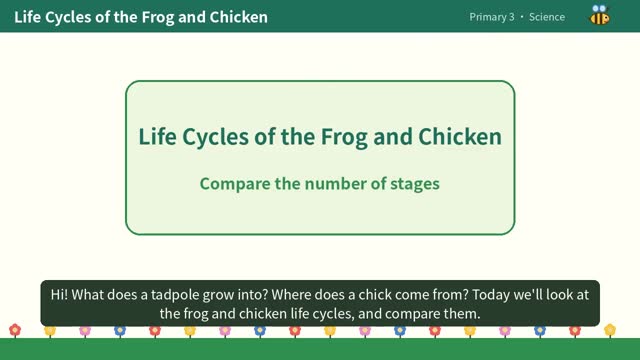 Life Cycles of the Frog and Chicken
Primary 3 • Science
Life Cycles of the Frog and Chicken
Compare the number of stages
Hi! What does a tadpole grow into? Where does a chick come from? Today we'll look at
the frog and chicken life cycles, and compare them.